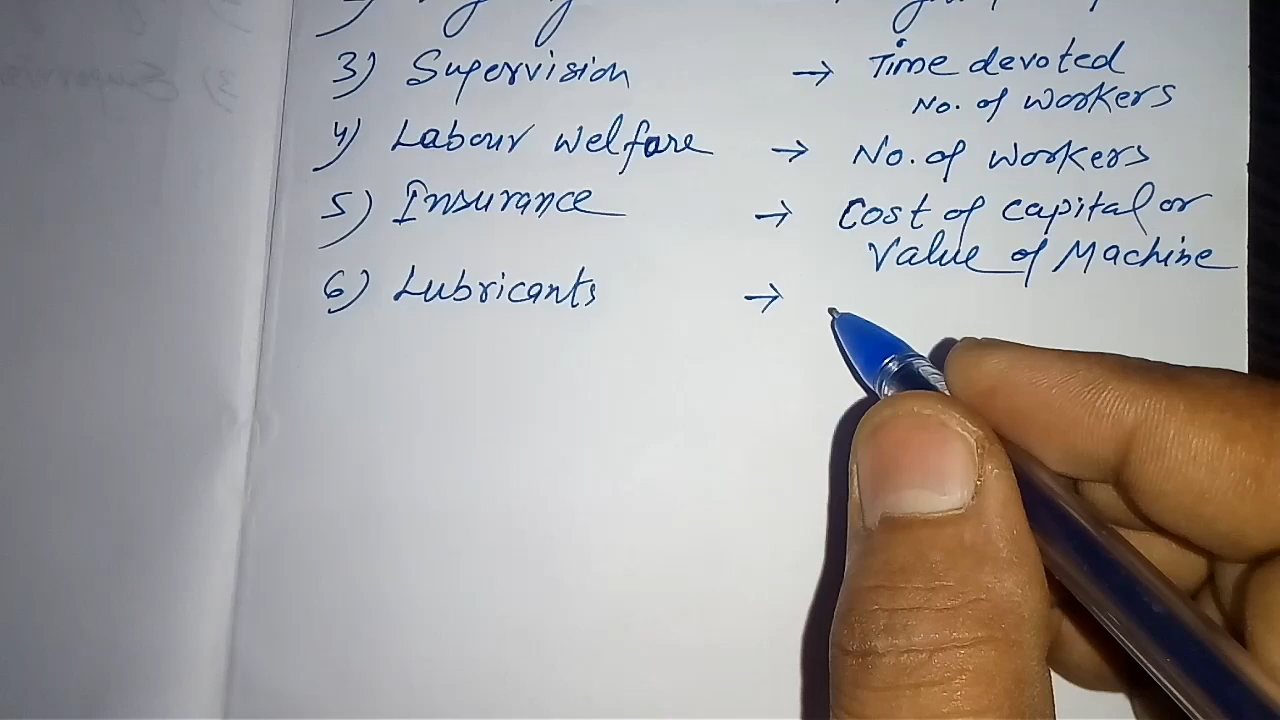 3) Supervision → Time devoted
No. of workers
4) Labour welfare → No. of workers
5) Insurance → Cost of capital or
Value of Machine
6) Lubricants →